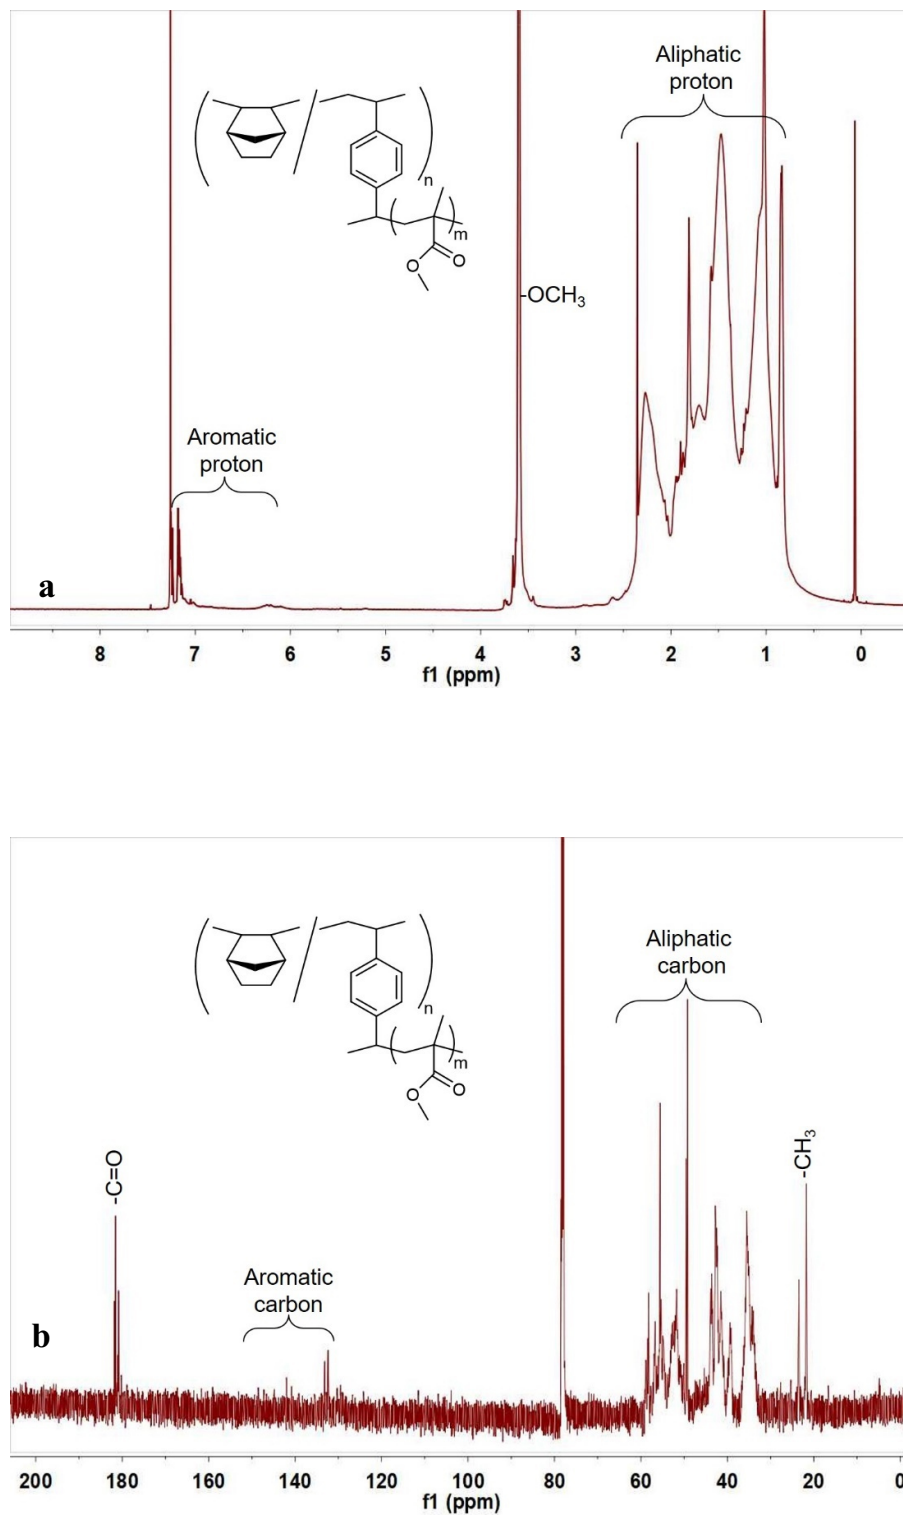 Aliphatic
proton
n
m
O
O
-OCH₃
Aromatic
proton
a
8 7 6 5 4 3 2 1 0
f1 (ppm)
Aliphatic
carbon
n
m
O
O
-C=O
-CH₃
Aromatic
carbon
b
200 180 160 140 120 100 80 60 40 20 0
f1 (ppm)